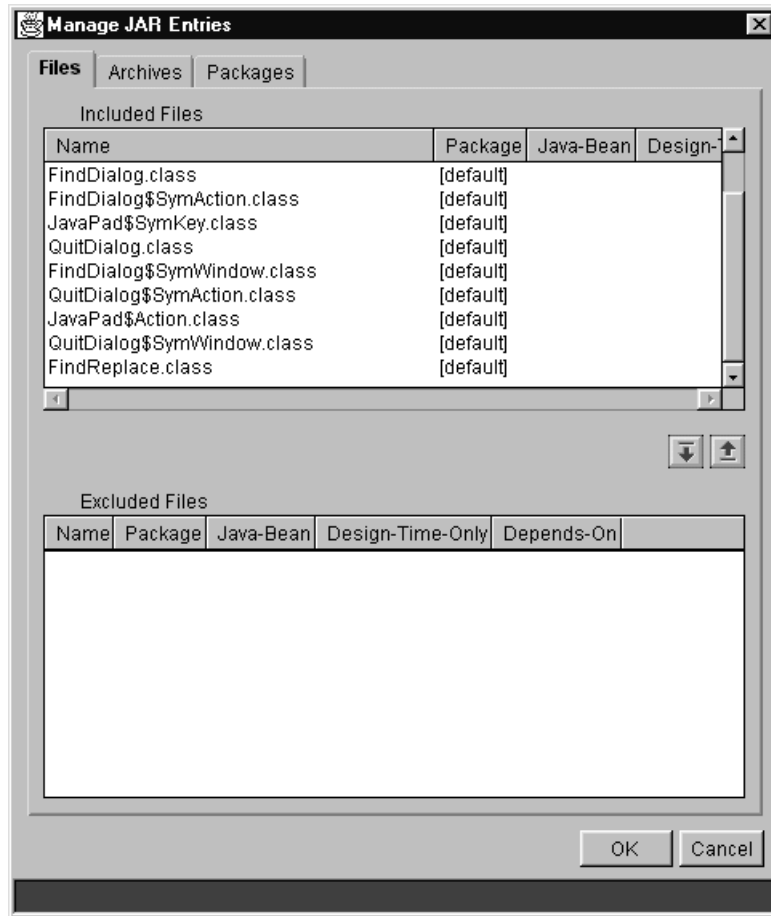 Manage JAR Entries
Files Archives Packages
Included Files
Name Package Java-Bean Design-
FindDialog.class [default]
FindDialog$SymAction.class [default]
JavaPad$SymKey.class [default]
QuitDialog.class [default]
FindDialog$SymWindow.class [default]
QuitDialog$SymAction.class [default]
JavaPad$Action.class [default]
QuitDialog$SymWindow.class [default]
FindReplace.class [default]
Excluded Files
Name Package Java-Bean Design-Time-Only Depends-On
OK Cancel